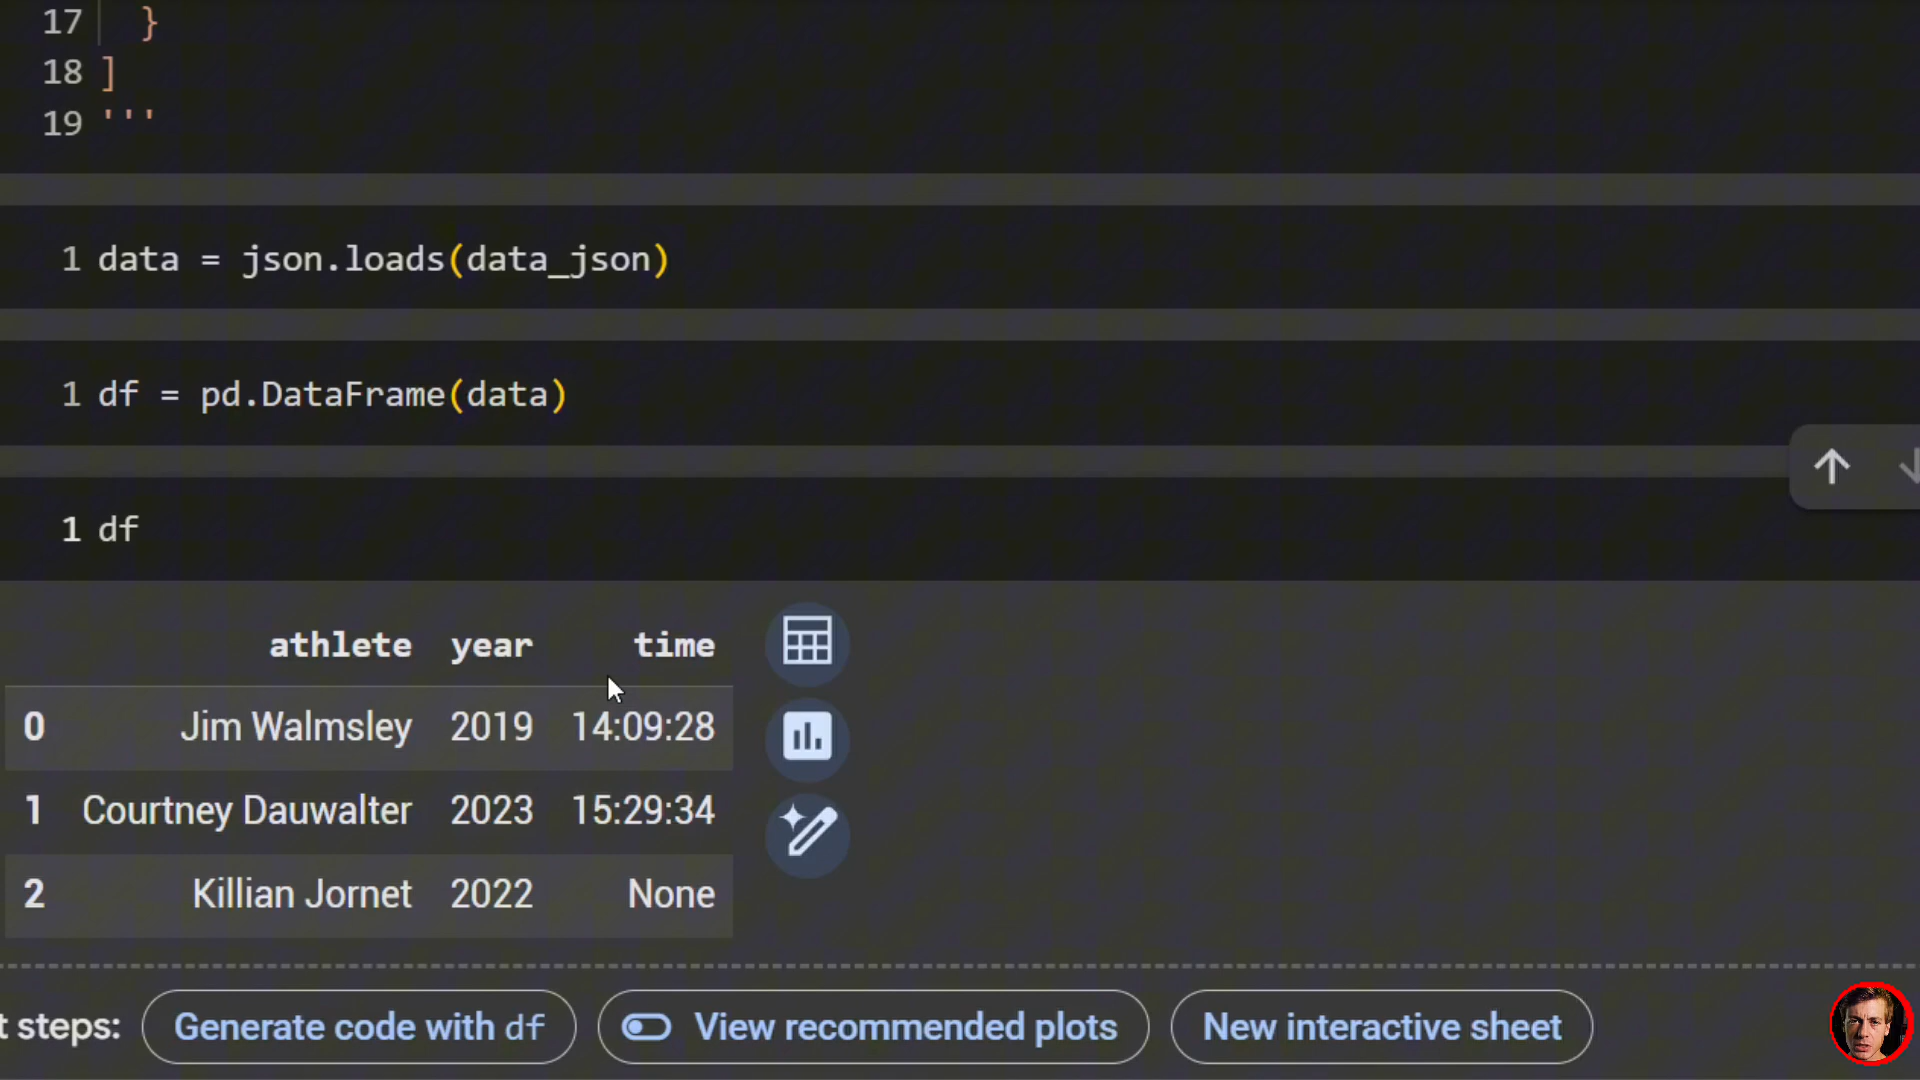 17 }
18 ]
19 '''
1 data = json.loads(data_json)
1 df = pd.DataFrame(data)
1 df
athlete year time
0 Jim Walmsley 2019 14:09:28
1 Courtney Dauwalter 2023 15:29:34
2 Killian Jornet 2022 None
t steps: Generate code with df View recommended plots New interactive sheet